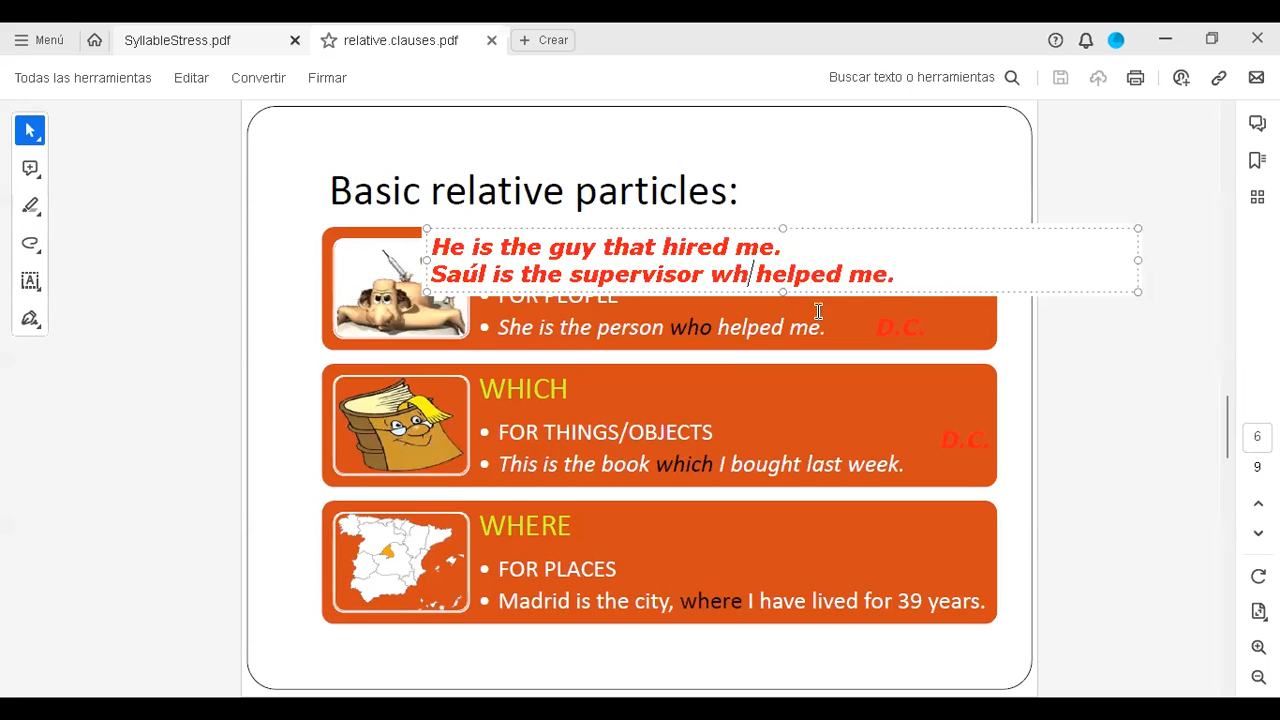 Menú
SyllableStress.pdf
relative.clauses.pdf
Crear
Todas las herramientas
Editar
Convertir
Firmar
Buscar texto o herramientas
Basic relative particles:
He is the guy that hired me.
Saúl is the supervisor wh helped me.
FOR PEOPLE
• She is the person who helped me.
D.C.
WHICH
• FOR THINGS/OBJECTS
D.C.
• This is the book which I bought last week.
WHERE
• FOR PLACES
• Madrid is the city, where I have lived for 39 years.
6
9